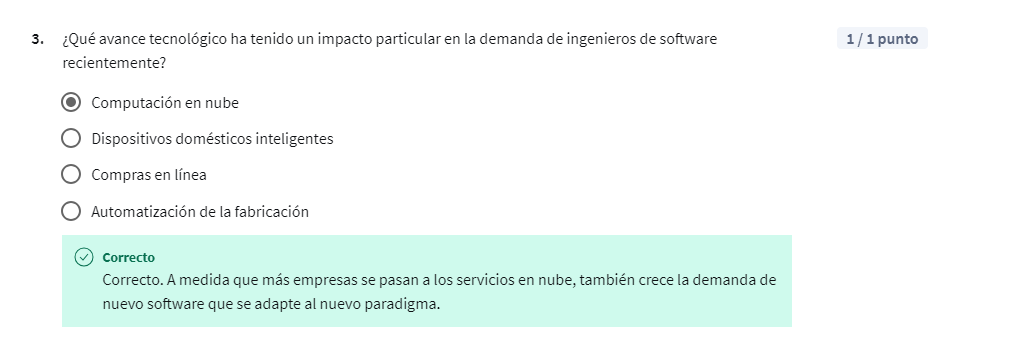 3. ¿Qué avance tecnológico ha tenido un impacto particular en la demanda de ingenieros de software
recientemente?
1 / 1 punto
Computación en nube
Dispositivos domésticos inteligentes
Compras en línea
Automatización de la fabricación
Correcto
Correcto. A medida que más empresas se pasan a los servicios en nube, también crece la demanda de
nuevo software que se adapte al nuevo paradigma.